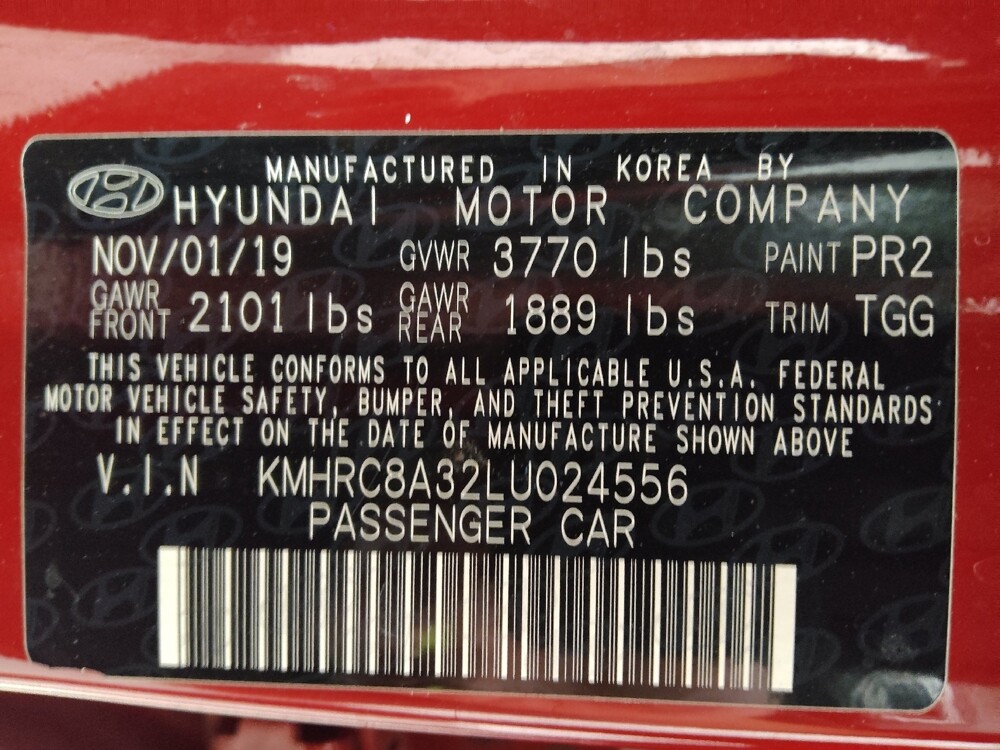 MANUFACTURED IN KOREA BY
HYUNDAI MOTOR COMPANY
NOV/01/19 GVWR 3770 lbs PAINT PR2
GAWR FRONT 2101 lbs GAWR REAR 1889 lbs TRIM TGG
THIS VEHICLE CONFORMS TO ALL APPLICABLE U.S.A. FEDERAL
MOTOR VEHICLE SAFETY, BUMPER, AND THEFT PREVENTION STANDARDS
IN EFFECT ON THE DATE OF MANUFACTURE SHOWN ABOVE
V.I.N KMHRC8A32LU024556
PASSENGER CAR